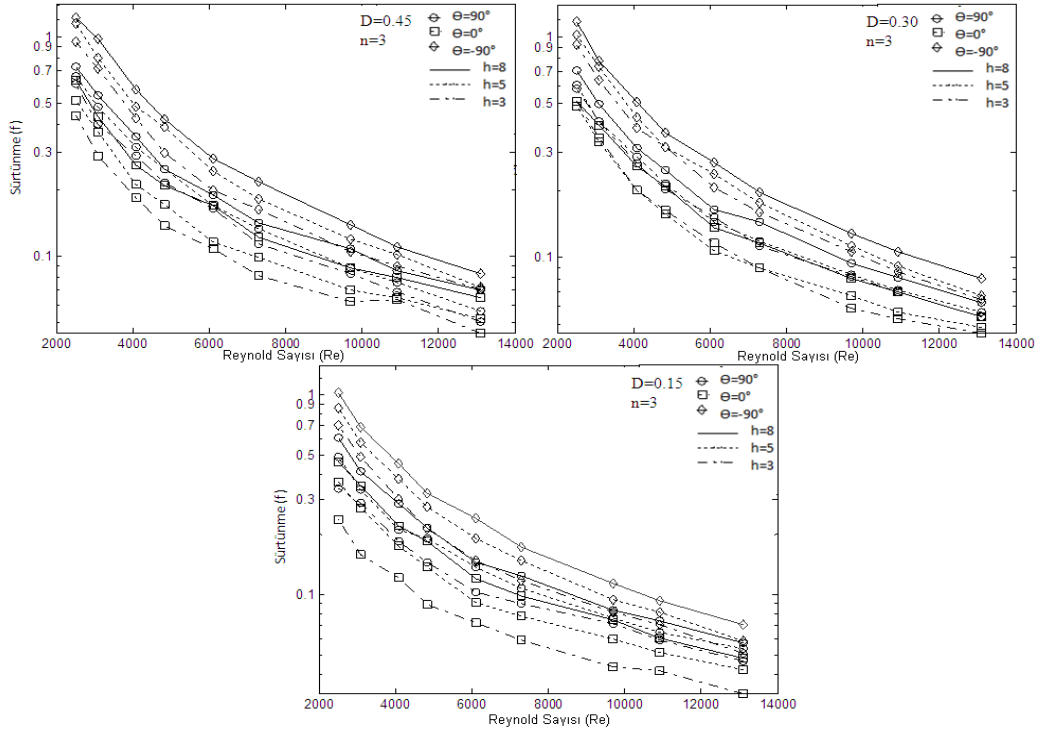 D=0.45
n=3
Θ=90°
Θ=0°
Θ=-90°
h=8
h=5
h=3
1
0.9
0.7
0.5
0.3
0.1
Sürtünme (f)
2000 4000 6000 8000 10000 12000 14000
Reynold Sayısı (Re)
D=0.30
n=3
Θ=90°
Θ=0°
Θ=-90°
h=8
h=5
h=3
1
0.9
0.7
0.5
0.3
0.1
Sürtünme (f)
2000 4000 6000 8000 10000 12000 14000
Reynold Sayısı (Re)
D=0.15
n=3
Θ=90°
Θ=0°
Θ=-90°
h=8
h=5
h=3
1
0.9
0.7
0.5
0.3
0.1
Sürtünme (f)
2000 4000 6000 8000 10000 12000 14000
Reynold Sayısı (Re)